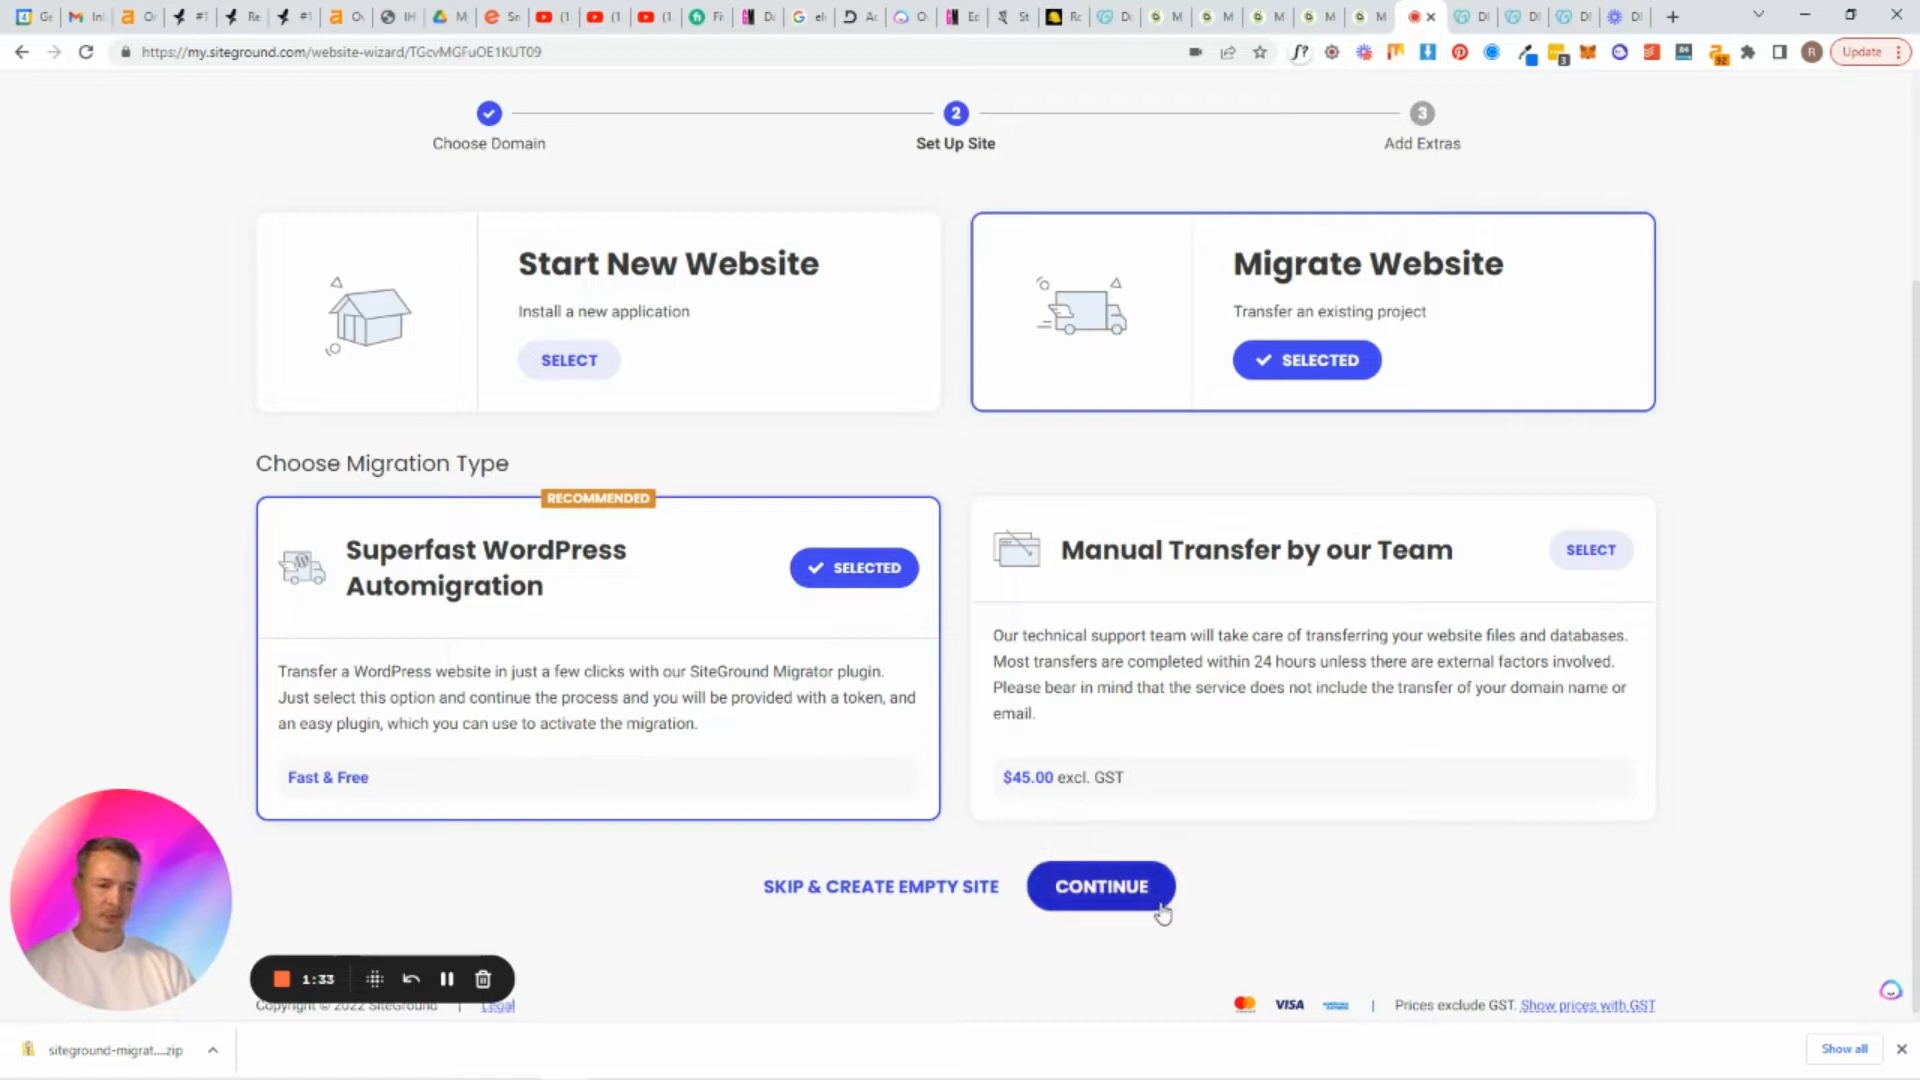 https://my.siteground.com/website-wizard/TGcvMGFuOE1KUT09
Update
2
3
Choose Domain
Set Up Site
Add Extras
Start New Website
Install a new application
SELECT
Migrate Website
Transfer an existing project
SELECTED
Choose Migration Type
RECOMMENDED
Superfast WordPress
Automigration
SELECTED
Transfer a WordPress website in just a few clicks with our SiteGround Migrator plugin.
Just select this option and continue the process and you will be provided with a token, and
an easy plugin, which you can use to activate the migration.
Fast & Free
Manual Transfer by our Team
SELECT
Our technical support team will take care of transferring your website files and databases.
Most transfers are completed within 24 hours unless there are external factors involved.
Please bear in mind that the service does not include the transfer of your domain name or
email.
$45.00 excl. GST
SKIP & CREATE EMPTY SITE
CONTINUE
1:33
Copyright © 2022 SiteGround | Legal
VISA
Prices exclude GST. Show prices with GST
siteground-migrat....zip
Show all